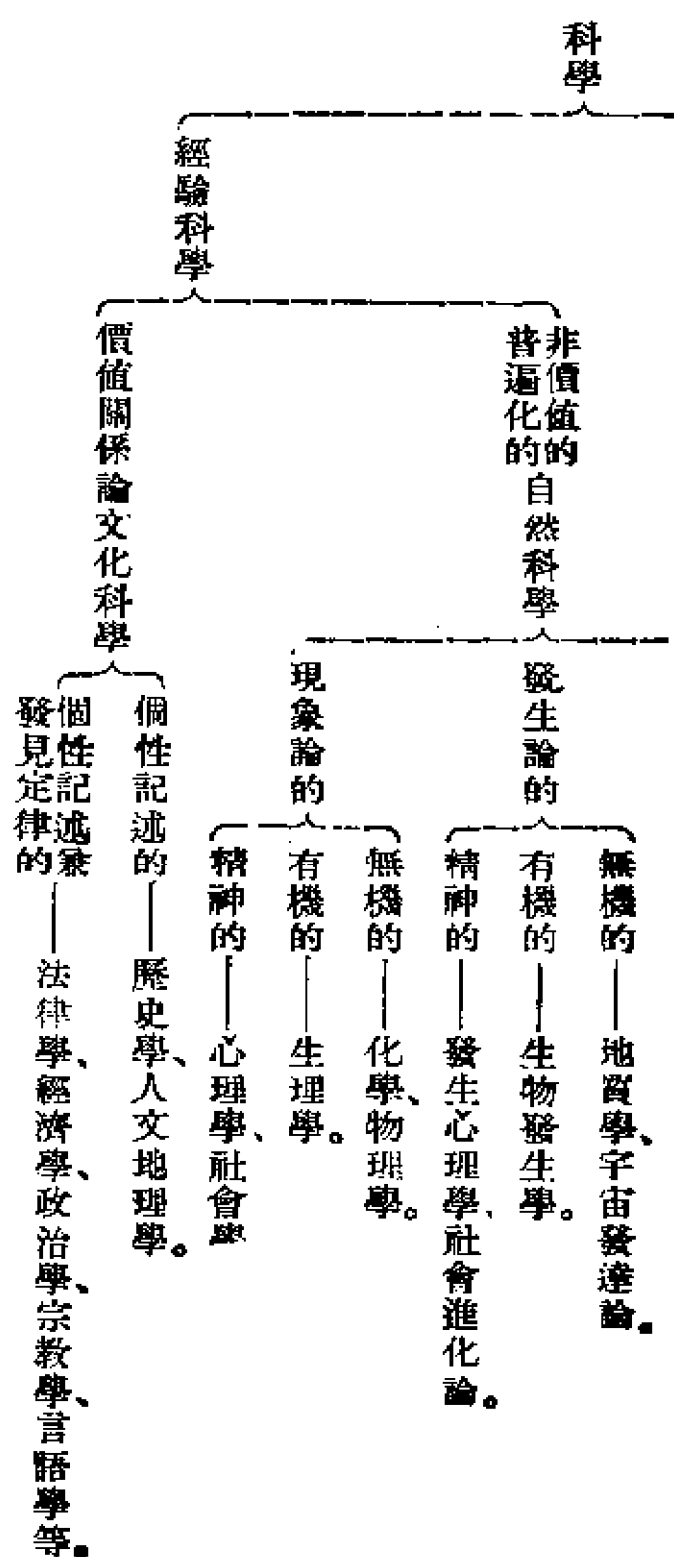 科學
經驗科學
非價値的
普遍化的
自然科學
發生論的
無機的——地質學、宇宙發達論。
有機的——生物發生學。
精神的——發生心理學、社會進化論。
現象論的
無機的——化學、物理學。
有機的——生理學。
精神的——心理學、社會學
價値關係論文化科學
個性記述的——歷史學、人文地理學。
個性記述兼
發見定律的——法律學、經濟學、政治學、宗教學、言語學等。